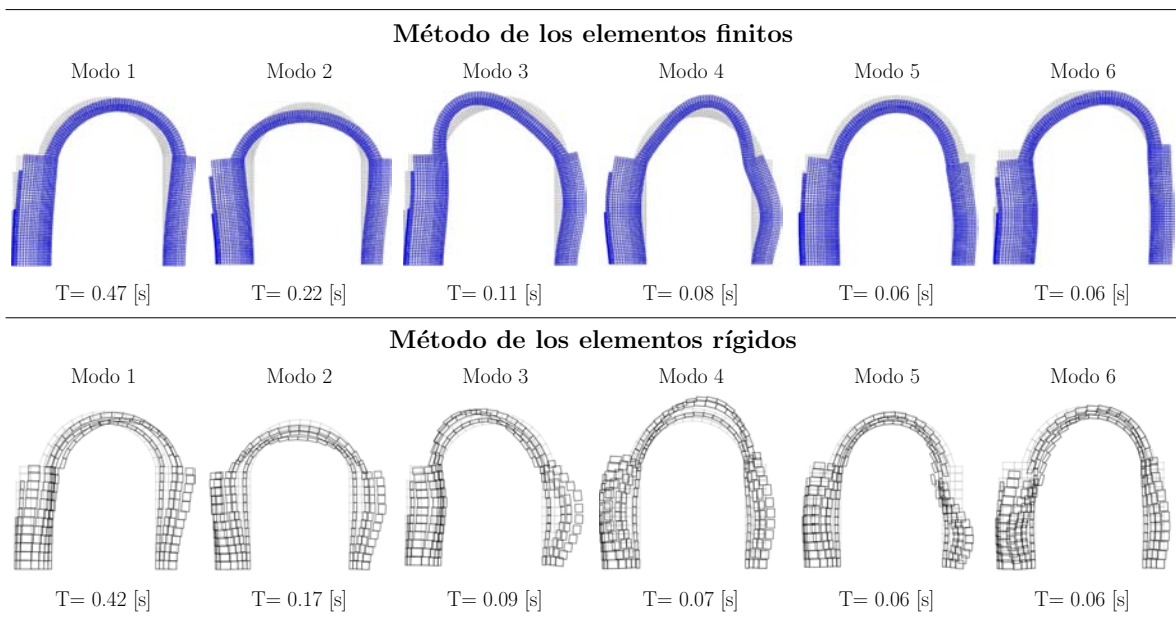 Método de los elementos finitos
Modo 1 Modo 2 Modo 3 Modo 4 Modo 5 Modo 6
T= 0.47 [s] T= 0.22 [s] T= 0.11 [s] T= 0.08 [s] T= 0.06 [s] T= 0.06 [s]
Método de los elementos rígidos
Modo 1 Modo 2 Modo 3 Modo 4 Modo 5 Modo 6
T= 0.42 [s] T= 0.17 [s] T= 0.09 [s] T= 0.07 [s] T= 0.06 [s] T= 0.06 [s]